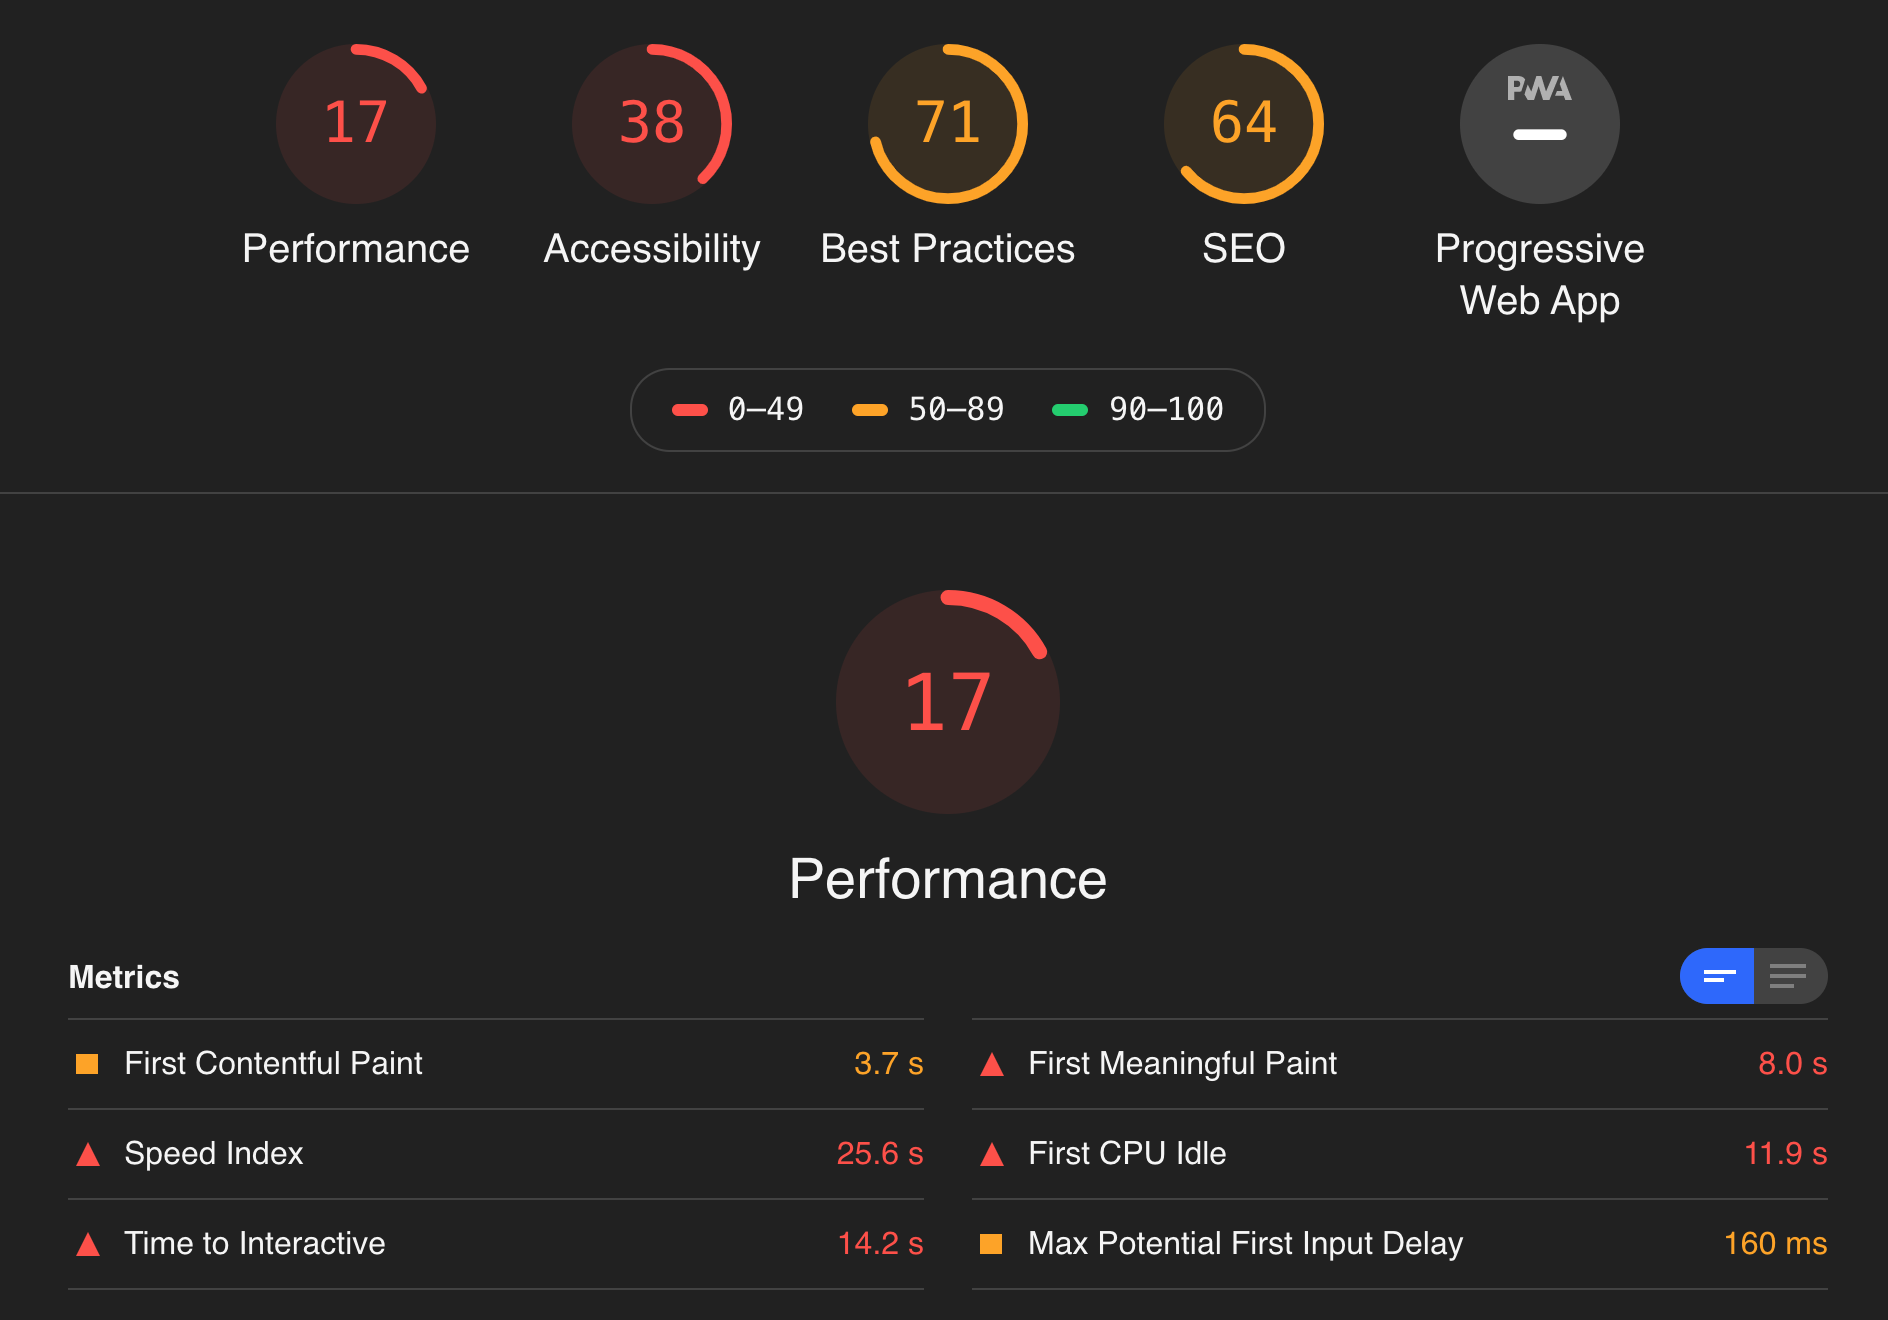 17
38
71
64
PWA
Performance
Accessibility
Best Practices
SEO
Progressive
Web App
0–49
50–89
90–100
17
Performance
Metrics
First Contentful Paint 3.7 s
First Meaningful Paint 8.0 s
Speed Index 25.6 s
First CPU Idle 11.9 s
Time to Interactive 14.2 s
Max Potential First Input Delay 160 ms